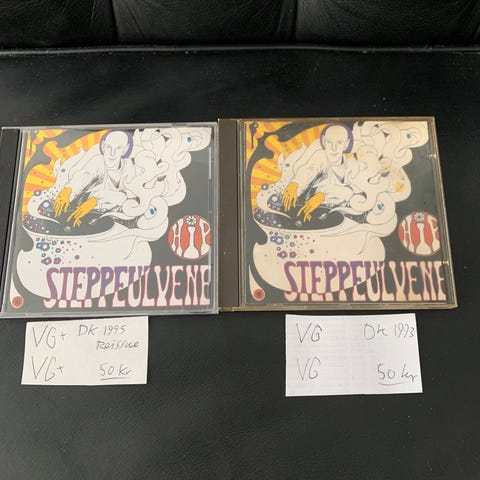 HIP
STEPPEULVENE
HIP
STEPPEULVENE
VG+ DK 1995
Reissue
VG+ 50 kr
VG DK 1993
VG 50 kr